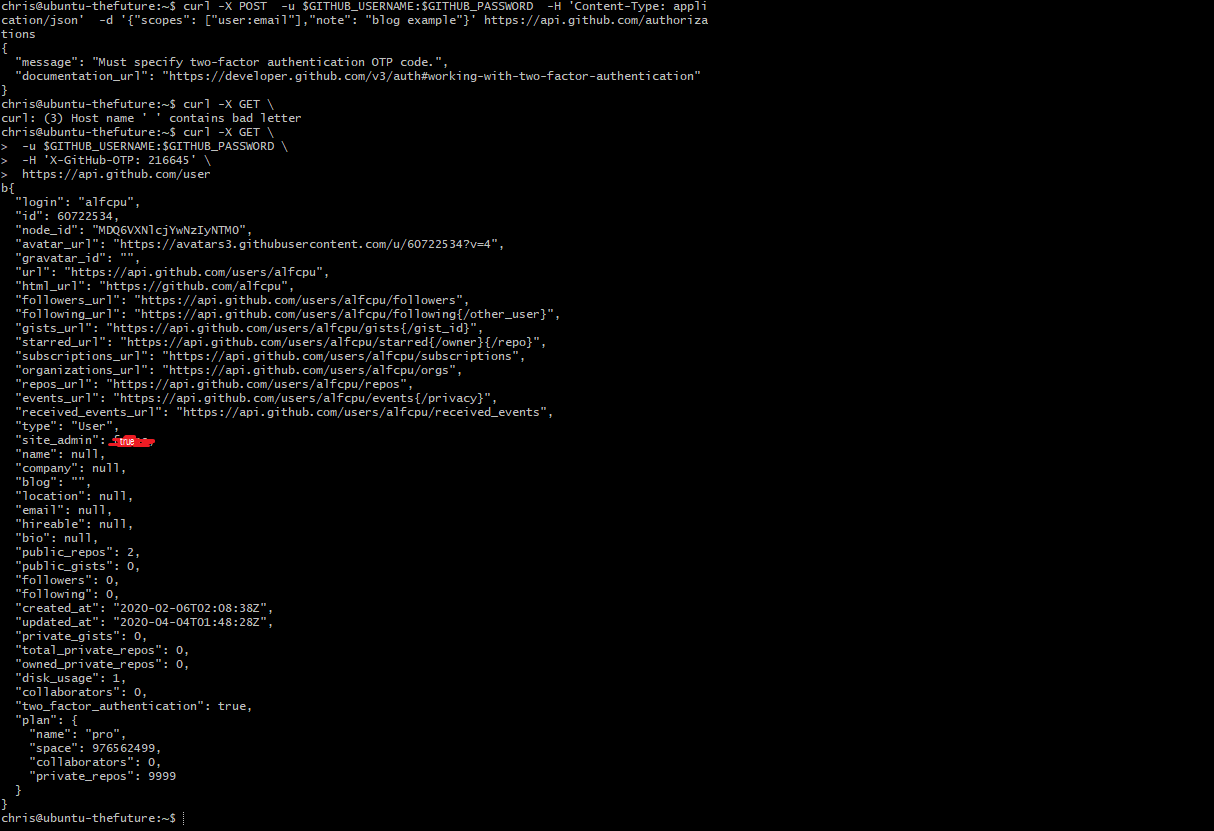 chris@ubuntu-thefuture:~$ curl -X POST  -u $GITHUB_USERNAME:$GITHUB_PASSWORD  -H 'Content-Type: appli
cation/json'  -d '{"scopes": ["user:email"],"note": "blog example"}' https://api.github.com/authoriza
tions
{
  "message": "Must specify two-factor authentication OTP code.",
  "documentation_url": "https://developer.github.com/v3/auth#working-with-two-factor-authentication"
}
chris@ubuntu-thefuture:~$ curl -X GET \
curl: (3) Host name ' ' contains bad letter
chris@ubuntu-thefuture:~$ curl -X GET \
>  -u $GITHUB_USERNAME:$GITHUB_PASSWORD \
>  -H 'X-GitHub-OTP: 216645' \
>  https://api.github.com/user
b{
  "login": "alfcpu",
  "id": 60722534,
  "node_id": "MDQ6VXNlcjYwNzIyNTM0",
  "avatar_url": "https://avatars3.githubusercontent.com/u/60722534?v=4",
  "gravatar_id": "",
  "url": "https://api.github.com/users/alfcpu",
  "html_url": "https://github.com/alfcpu",
  "followers_url": "https://api.github.com/users/alfcpu/followers",
  "following_url": "https://api.github.com/users/alfcpu/following{/other_user}",
  "gists_url": "https://api.github.com/users/alfcpu/gists{/gist_id}",
  "starred_url": "https://api.github.com/users/alfcpu/starred{/owner}{/repo}",
  "subscriptions_url": "https://api.github.com/users/alfcpu/subscriptions",
  "organizations_url": "https://api.github.com/users/alfcpu/orgs",
  "repos_url": "https://api.github.com/users/alfcpu/repos",
  "events_url": "https://api.github.com/users/alfcpu/events{/privacy}",
  "received_events_url": "https://api.github.com/users/alfcpu/received_events",
  "type": "User",
  "site_admin": true
  "name": null,
  "company": null,
  "blog": "",
  "location": null,
  "email": null,
  "hireable": null,
  "bio": null,
  "public_repos": 2,
  "public_gists": 0,
  "followers": 0,
  "following": 0,
  "created_at": "2020-02-06T02:08:38Z",
  "updated_at": "2020-04-04T01:48:28Z",
  "private_gists": 0,
  "total_private_repos": 0,
  "owned_private_repos": 0,
  "disk_usage": 1,
  "collaborators": 0,
  "two_factor_authentication": true,
  "plan": {
    "name": "pro",
    "space": 976562499,
    "collaborators": 0,
    "private_repos": 9999
  }
}
chris@ubuntu-thefuture:~$